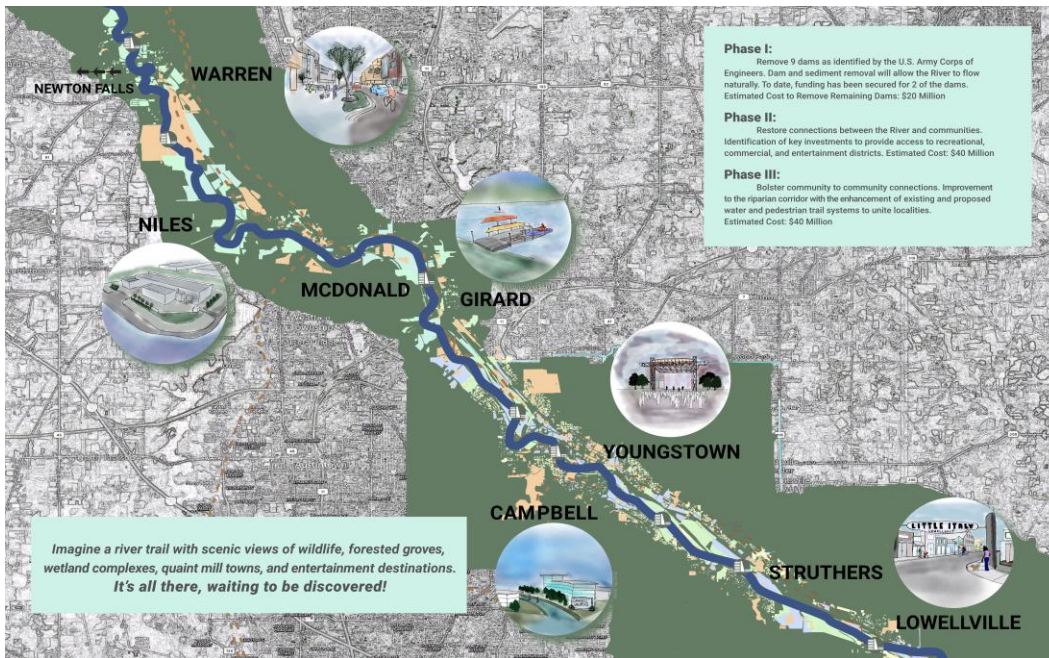 WARREN
NEWTON FALLS
NILES
MCDONALD
GIRARD
YOUNGSTOWN
CAMPBELL
STRUTHERS
LOWELLVILLE
LITTLE ITALY
LOWELLVILLE
Phase I:
Remove 9 dams as identified by the U.S. Army Corps of
Engineers. Dam and sediment removal will allow the River to flow
naturally. To date, funding has been secured for 2 of the dams.
Estimated Cost to Remove Remaining Dams: $20 Million
Phase II:
Restore connections between the River and communities.
Identification of key investments to provide access to recreational,
commercial, and entertainment districts. Estimated Cost: $40 Million
Phase III:
Bolster community to community connections. Improvement
to the riparian corridor with the enhancement of existing and proposed
water and pedestrian trail systems to unite localities.
Estimated Cost: $40 Million
Imagine a river trail with scenic views of wildlife, forested groves,
wetland complexes, quaint mill towns, and entertainment destinations.
It's all there, waiting to be discovered!